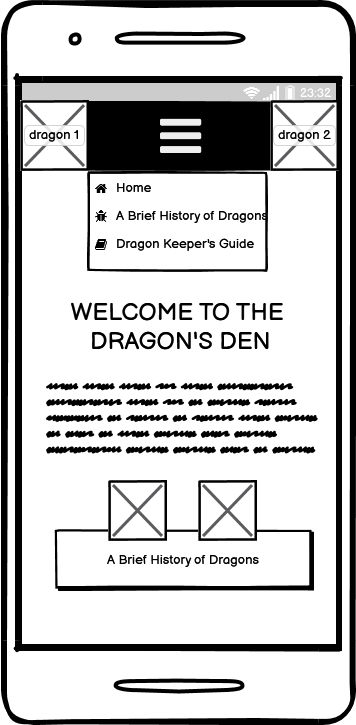 23:32
dragon 1
dragon 2
Home
A Brief History of Dragons
Dragon Keeper's Guide
WELCOME TO THE
DRAGON'S DEN
A Brief History of Dragons